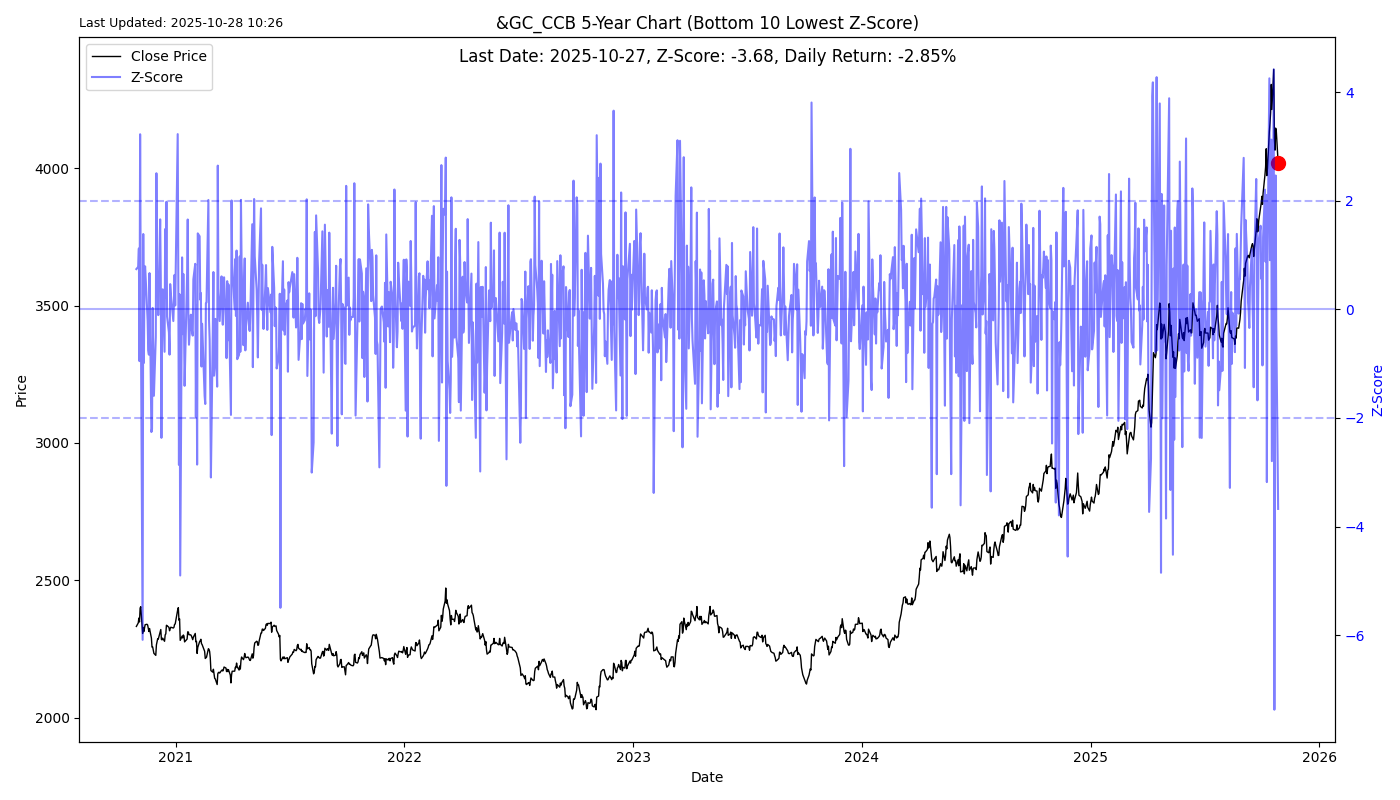 Last Updated: 2025-10-28 10:26
&GC_CCB 5-Year Chart (Bottom 10 Lowest Z-Score)
Last Date: 2025-10-27, Z-Score: -3.68, Daily Return: -2.85%
Close Price
Z-Score
Price
4000
3500
3000
2500
2000
4
2
0
−2
−4
−6
Z-Score
2021
2022
2023
2024
2025
2026
Date